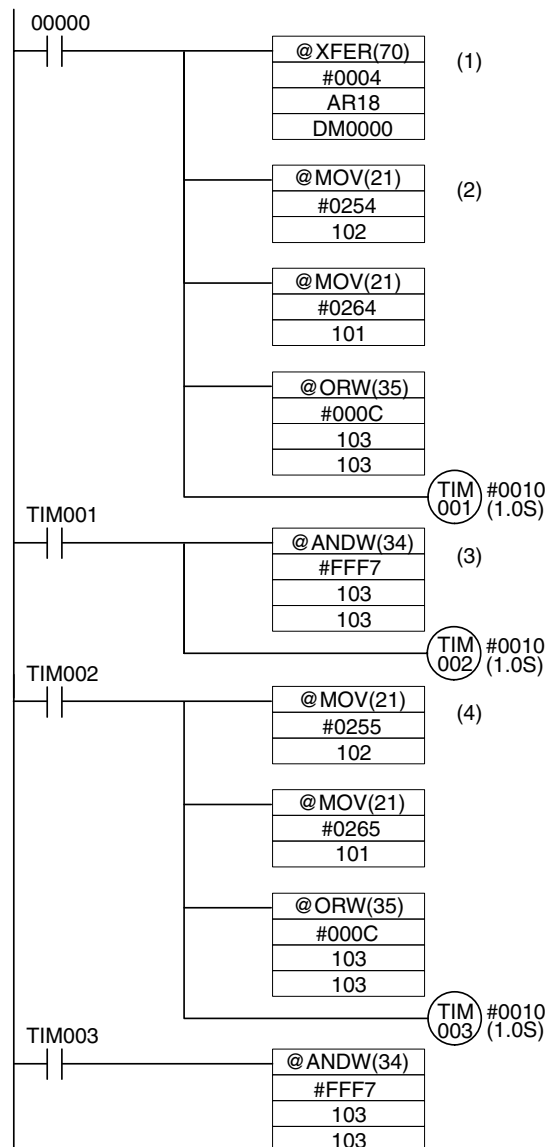 00000
@XFER(70)
(1)
#0004
AR18
DM0000
@MOV(21)
(2)
#0254
102
@MOV(21)
#0264
101
@ORW(35)
#000C
103
103
TIM #0010
001 (1.0S)
TIM001
@ANDW(34)
(3)
#FFF7
103
103
TIM #0010
002 (1.0S)
TIM002
@MOV(21)
(4)
#0255
102
@MOV(21)
#0265
101
@ORW(35)
#000C
103
103
TIM #0010
003 (1.0S)
TIM003
@ANDW(34)
#FFF7
103
103